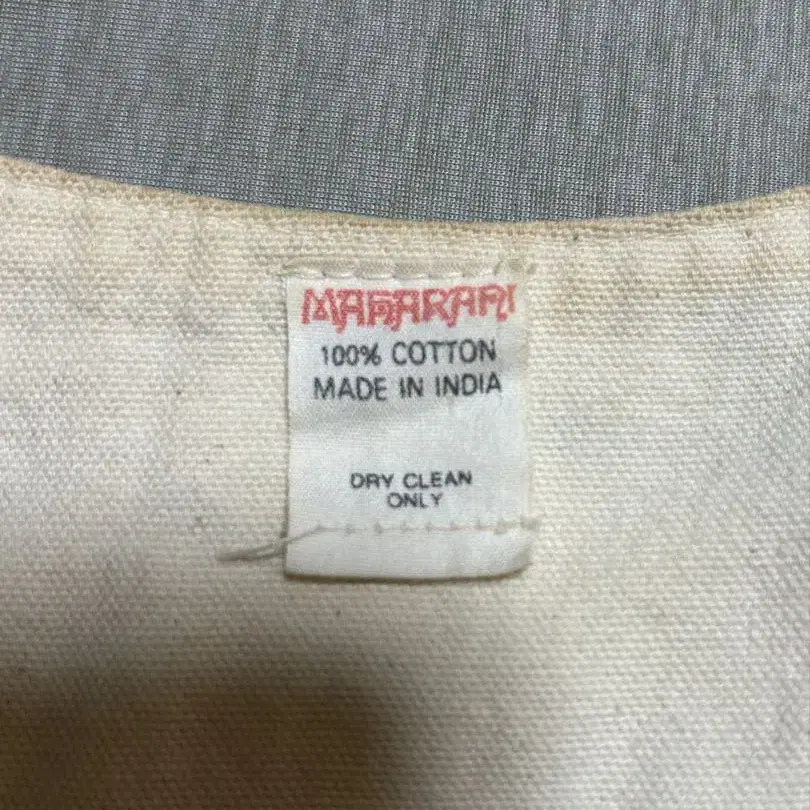 MAHARANI
100% COTTON
MADE IN INDIA
DRY CLEAN
ONLY